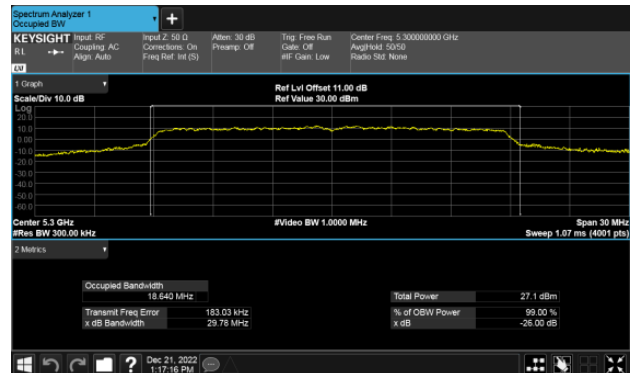 Spectrum Analyzer 1
Occupied BW
+
KEYSIGHT
RL
Input: RF
Coupling: AC
Align: Auto
Input Z: 50 Ω
Corrections: On
Freq Ref: Int (S)
Atten: 30 dB
Preamp: Off
Trig: Free Run
Gate: Off
#IF Gain: Low
Center Freq: 5.300000000 GHz
Avg|Hold: 50/50
Radio Std: None
LXI
1 Graph
Scale/Div 10.0 dB
Ref Lvl Offset 11.00 dB
Ref Value 30.00 dBm
Log
20.0
10.0
0.00
-10.0
-20.0
-30.0
-40.0
-50.0
-60.0
Center 5.3 GHz
#Res BW 300.00 kHz
#Video BW 1.0000 MHz
Span 30 MHz
Sweep 1.07 ms (4001 pts)
2 Metrics
Occupied Bandwidth
18.640 MHz
Total Power 27.1 dBm
Transmit Freq Error 183.03 kHz
% of OBW Power 99.00 %
x dB Bandwidth 29.78 MHz
x dB -26.00 dB
?
Dec 21, 2022
1:17:16 PM